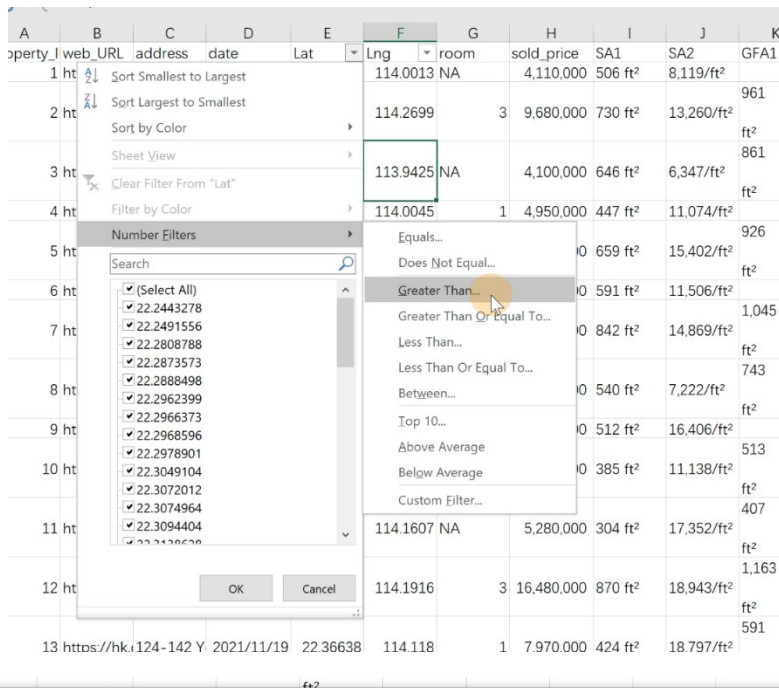 A B C D E F G H I J K
operty_I web_URL address date Lat Lng room sold_price SA1 SA2 GFA1
1 ht 114.0013 NA 4,110,000 506 ft² 8,119/ft²
961
2 ht 114.2699 3 9,680,000 730 ft² 13,260/ft²
ft²
861
3 ht 113.9425 NA 4,100,000 646 ft² 6,347/ft²
ft²
4 ht 114.0045 1 4,950,000 447 ft² 11,074/ft²
926
5 ht 0 659 ft² 15,402/ft²
ft²
6 ht 0 591 ft² 11,506/ft²
1,045
7 ht 0 842 ft² 14,869/ft²
ft²
743
8 ht 0 540 ft² 7,222/ft²
ft²
9 ht 0 512 ft² 16,406/ft²
513
10 ht 0 385 ft² 11,138/ft²
ft²
407
11 ht 114.1607 NA 5,280,000 304 ft² 17,352/ft²
ft²
1,163
12 ht 114.1916 3 16,480,000 870 ft² 18,943/ft²
ft²
591
13 https://hk. 124-142 Y 2021/11/19 22.36638 114.118 1 7,970,000 424 ft² 18,797/ft²
ft²
Sort Smallest to Largest
Sort Largest to Smallest
Sort by Color
Sheet View
Clear Filter From "Lat"
Filter by Color
Number Filters
Search
(Select All)
22.2443278
22.2491556
22.2808788
22.2873573
22.2888498
22.2962399
22.2966373
22.2968596
22.2978901
22.3049104
22.3072012
22.3074964
22.3094404
OK Cancel
Equals...
Does Not Equal...
Greater Than...
Greater Than Or Equal To...
Less Than...
Less Than Or Equal To...
Between...
Top 10...
Above Average
Below Average
Custom Filter...